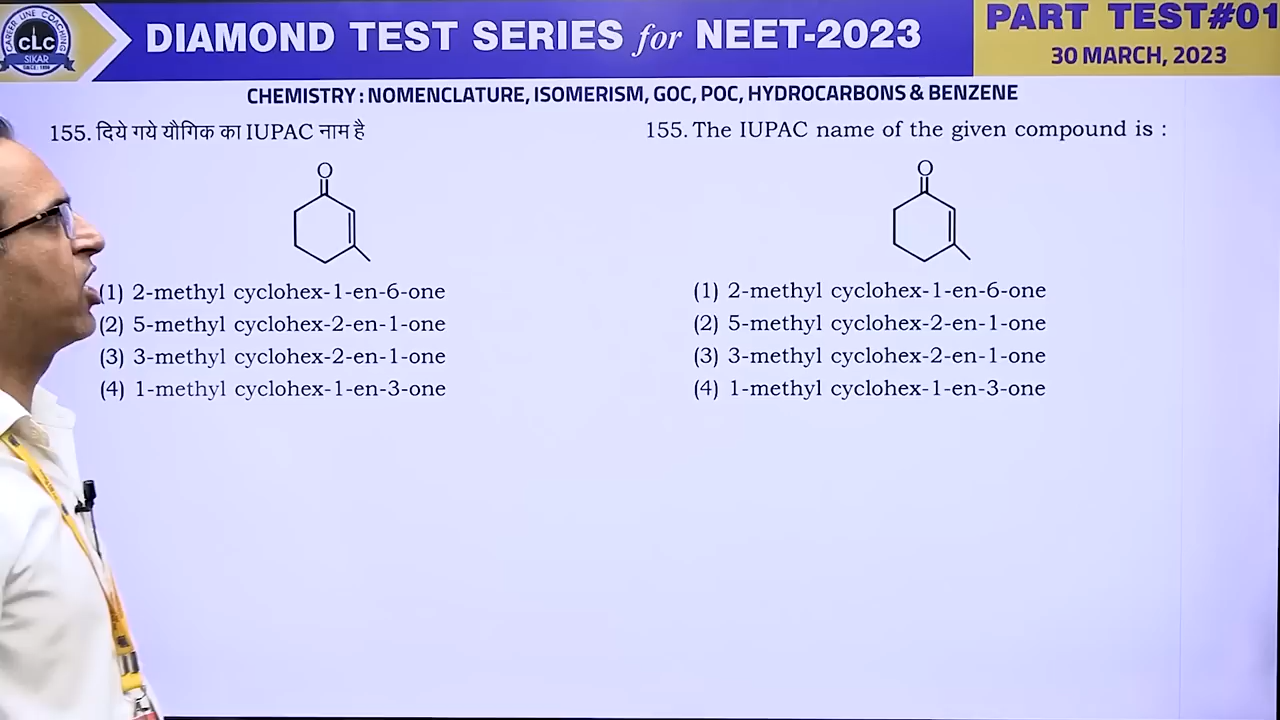 CAREER LINE COACHING
CLC
SIKAR
SINCE : 1996
DIAMOND TEST SERIES for NEET-2023
PART TEST#01
30 MARCH, 2023
CHEMISTRY : NOMENCLATURE, ISOMERISM, GOC, POC, HYDROCARBONS & BENZENE
155. दिये गये यौगिक का IUPAC नाम है
O
(1) 2-methyl cyclohex-1-en-6-one
(2) 5-methyl cyclohex-2-en-1-one
(3) 3-methyl cyclohex-2-en-1-one
(4) 1-methyl cyclohex-1-en-3-one
155. The IUPAC name of the given compound is :
O
(1) 2-methyl cyclohex-1-en-6-one
(2) 5-methyl cyclohex-2-en-1-one
(3) 3-methyl cyclohex-2-en-1-one
(4) 1-methyl cyclohex-1-en-3-one